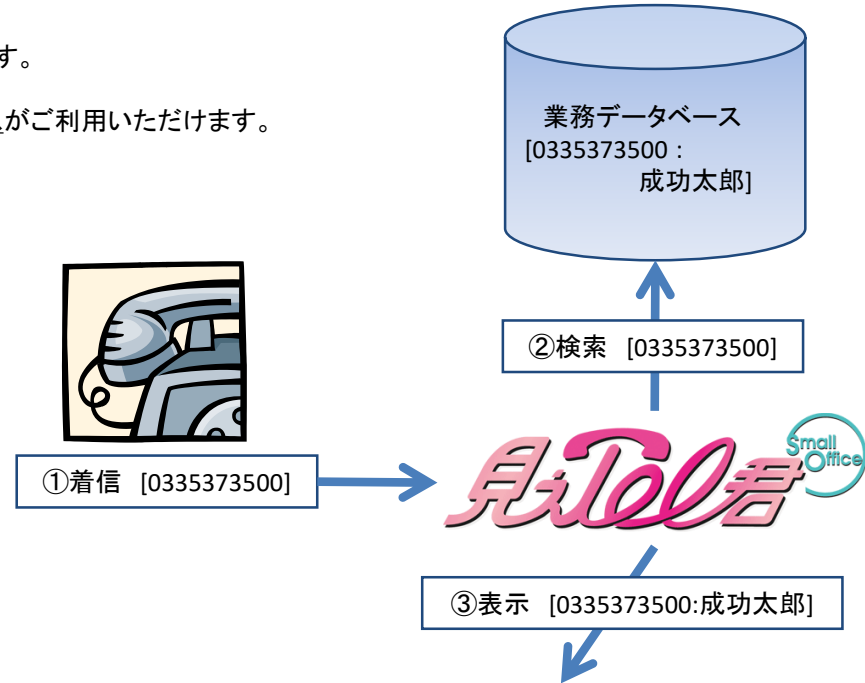 す。
がご利用いただけます。
業務データベース
[0335373500：
成功太郎]
②検索 [0335373500]
①着信 [0335373500]
見えTel君
Small
Office
③表示 [0335373500:成功太郎]